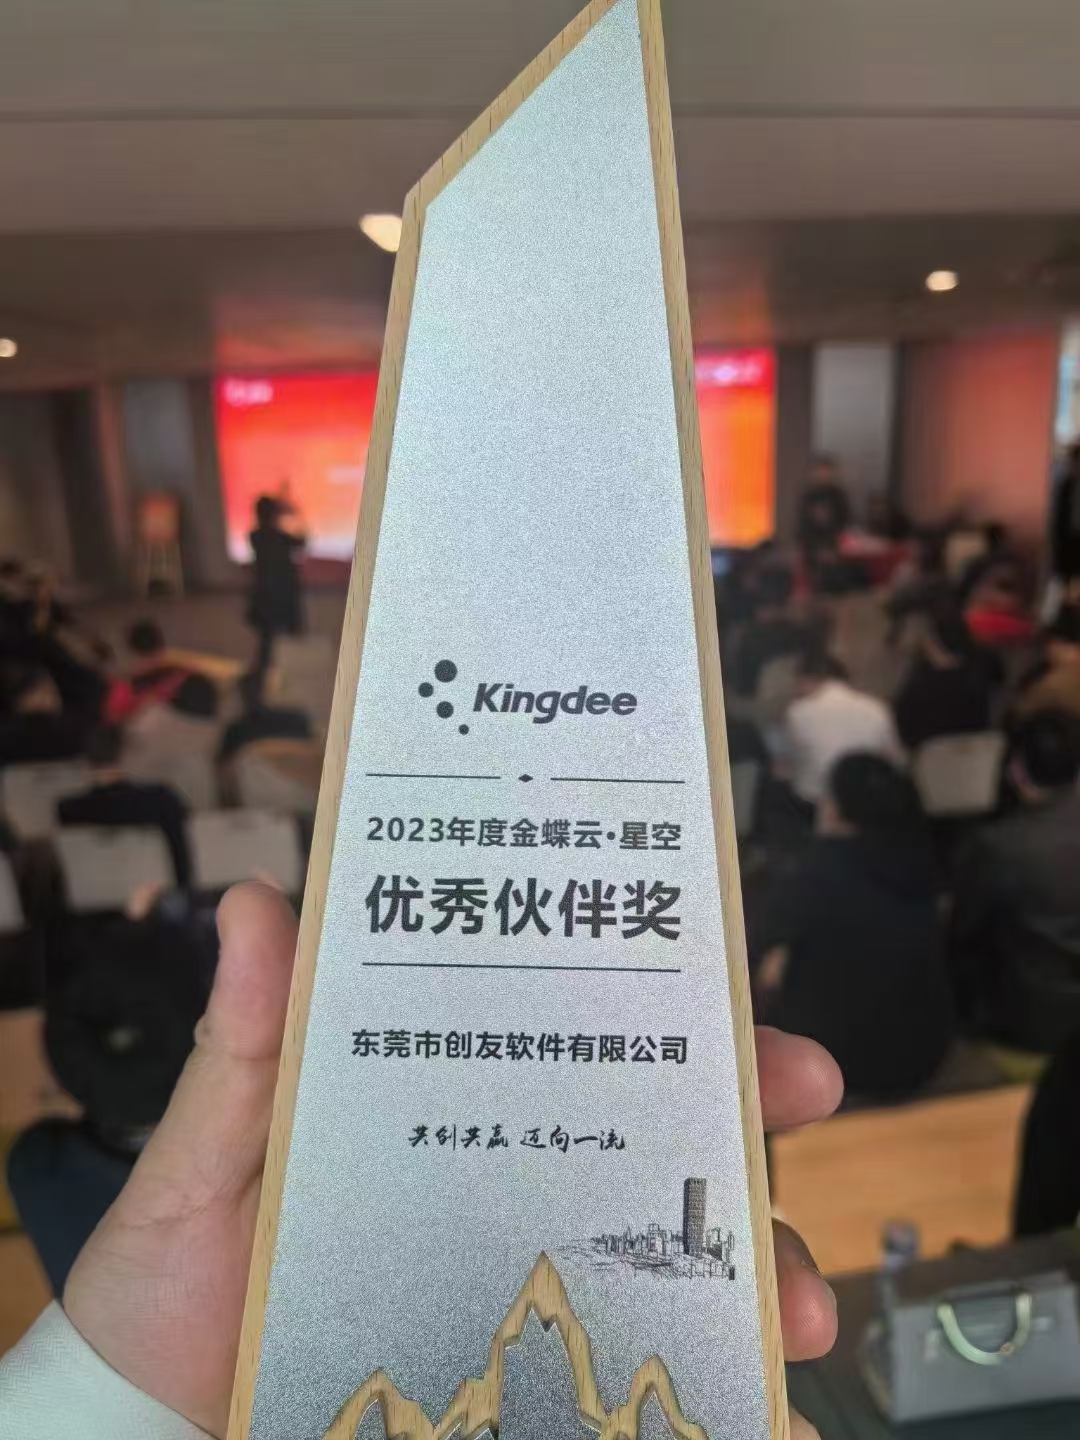 Kingdee
2023年度金蝶云·星空
优秀伙伴奖
东莞市创友软件有限公司
共创共赢 迈向一流